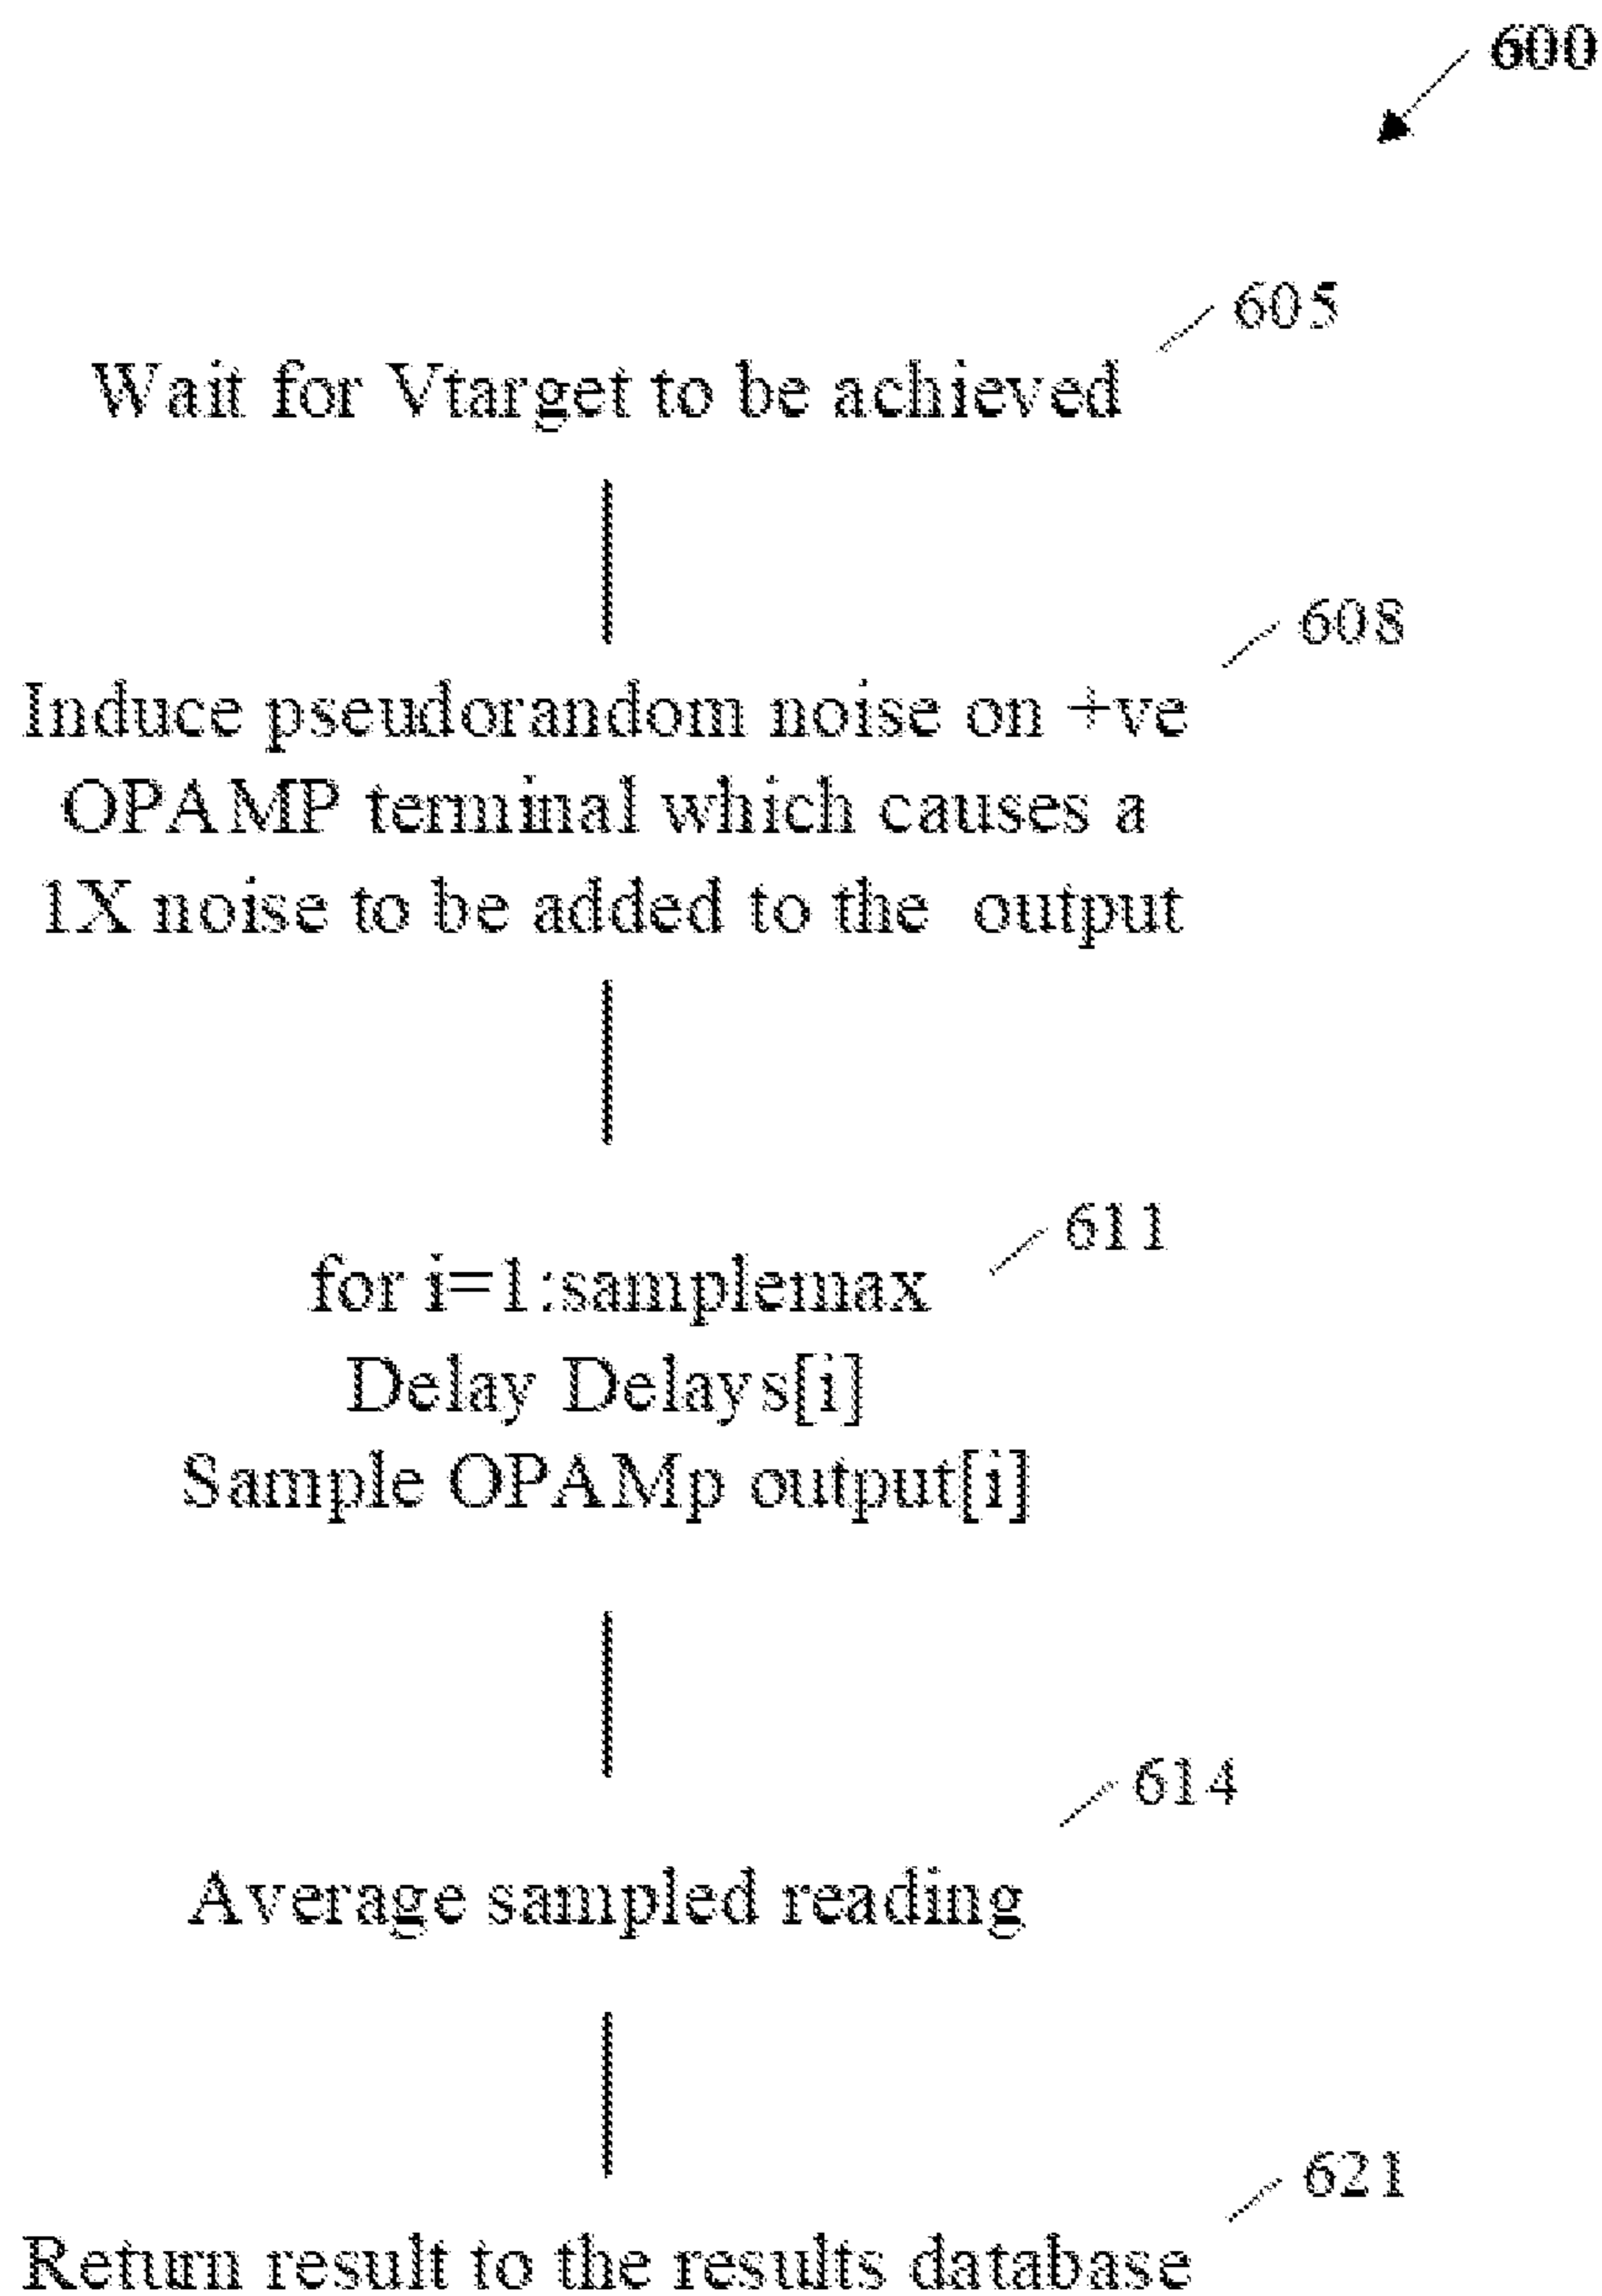 600
605
Wait for Vtarget to be achieved
608
Induce pseudorandom noise on +ve
OPAMP terminal which causes a
1X noise to be added to the output
611
for i=1:samplemax
Delay Delays[i]
Sample OPAMp output[i]
614
Average sampled reading
621
Return result to the results database